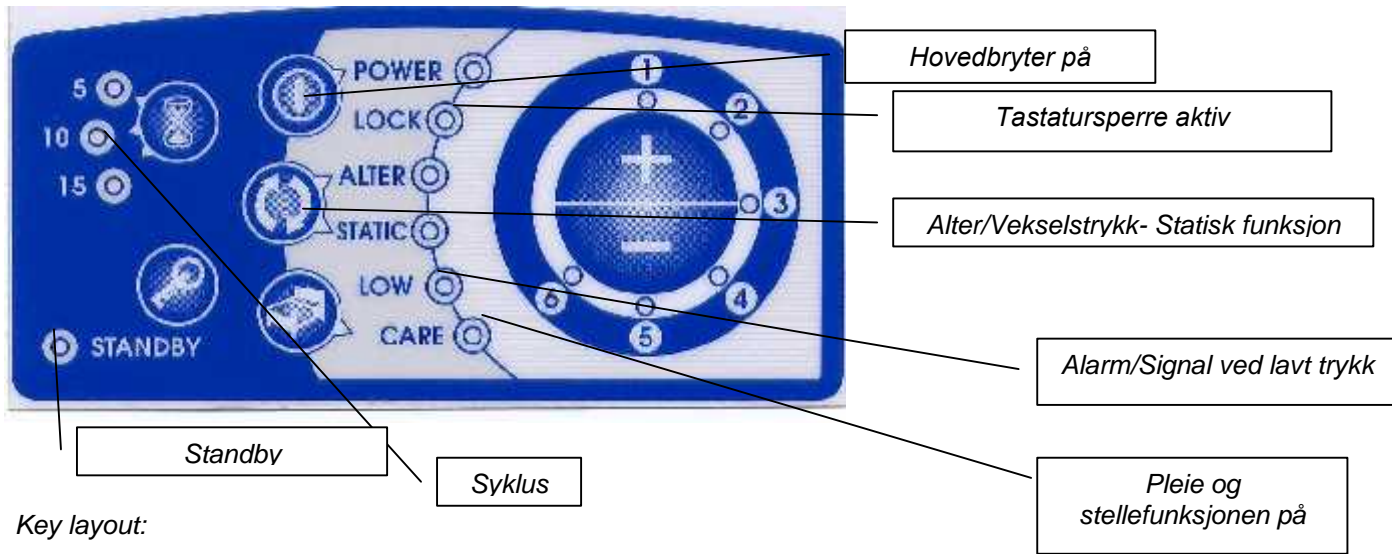 POWER
LOCK
ALTER
STATIC
LOW
CARE
5
10
15
STANDBY
1
2
3
4
5
6
Hovedbryter på
Tastatursperre aktiv
Alter/Vekselstrykk- Statisk funksjon
Alarm/Signal ved lavt trykk
Pleie og
stellefunksjonen på
Standby
Syklus
Key layout: